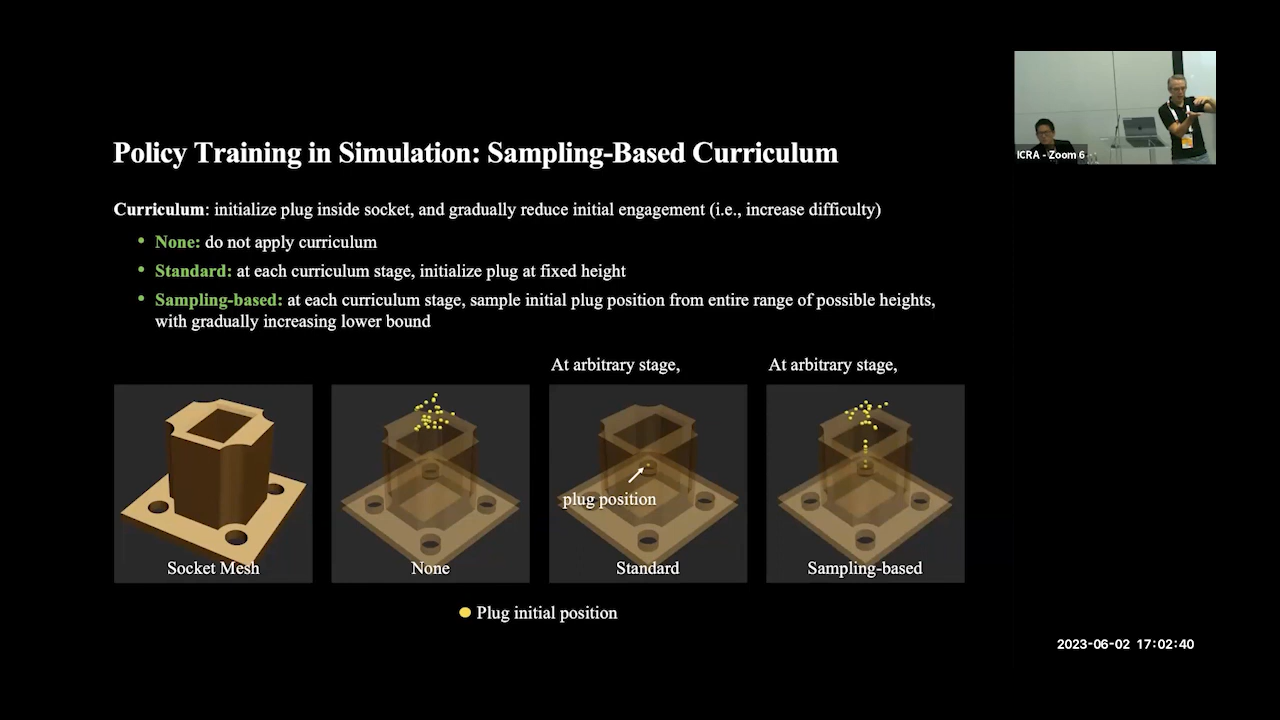 Policy Training in Simulation: Sampling-Based Curriculum
ICRA - Zoom 6
Curriculum: initialize plug inside socket, and gradually reduce initial engagement (i.e., increase difficulty)
• None: do not apply curriculum
• Standard: at each curriculum stage, initialize plug at fixed height
• Sampling-based: at each curriculum stage, sample initial plug position from entire range of possible heights,
with gradually increasing lower bound
At arbitrary stage,
At arbitrary stage,
plug position
Socket Mesh
None
Standard
Sampling-based
Plug initial position
2023-06-02 17:02:40